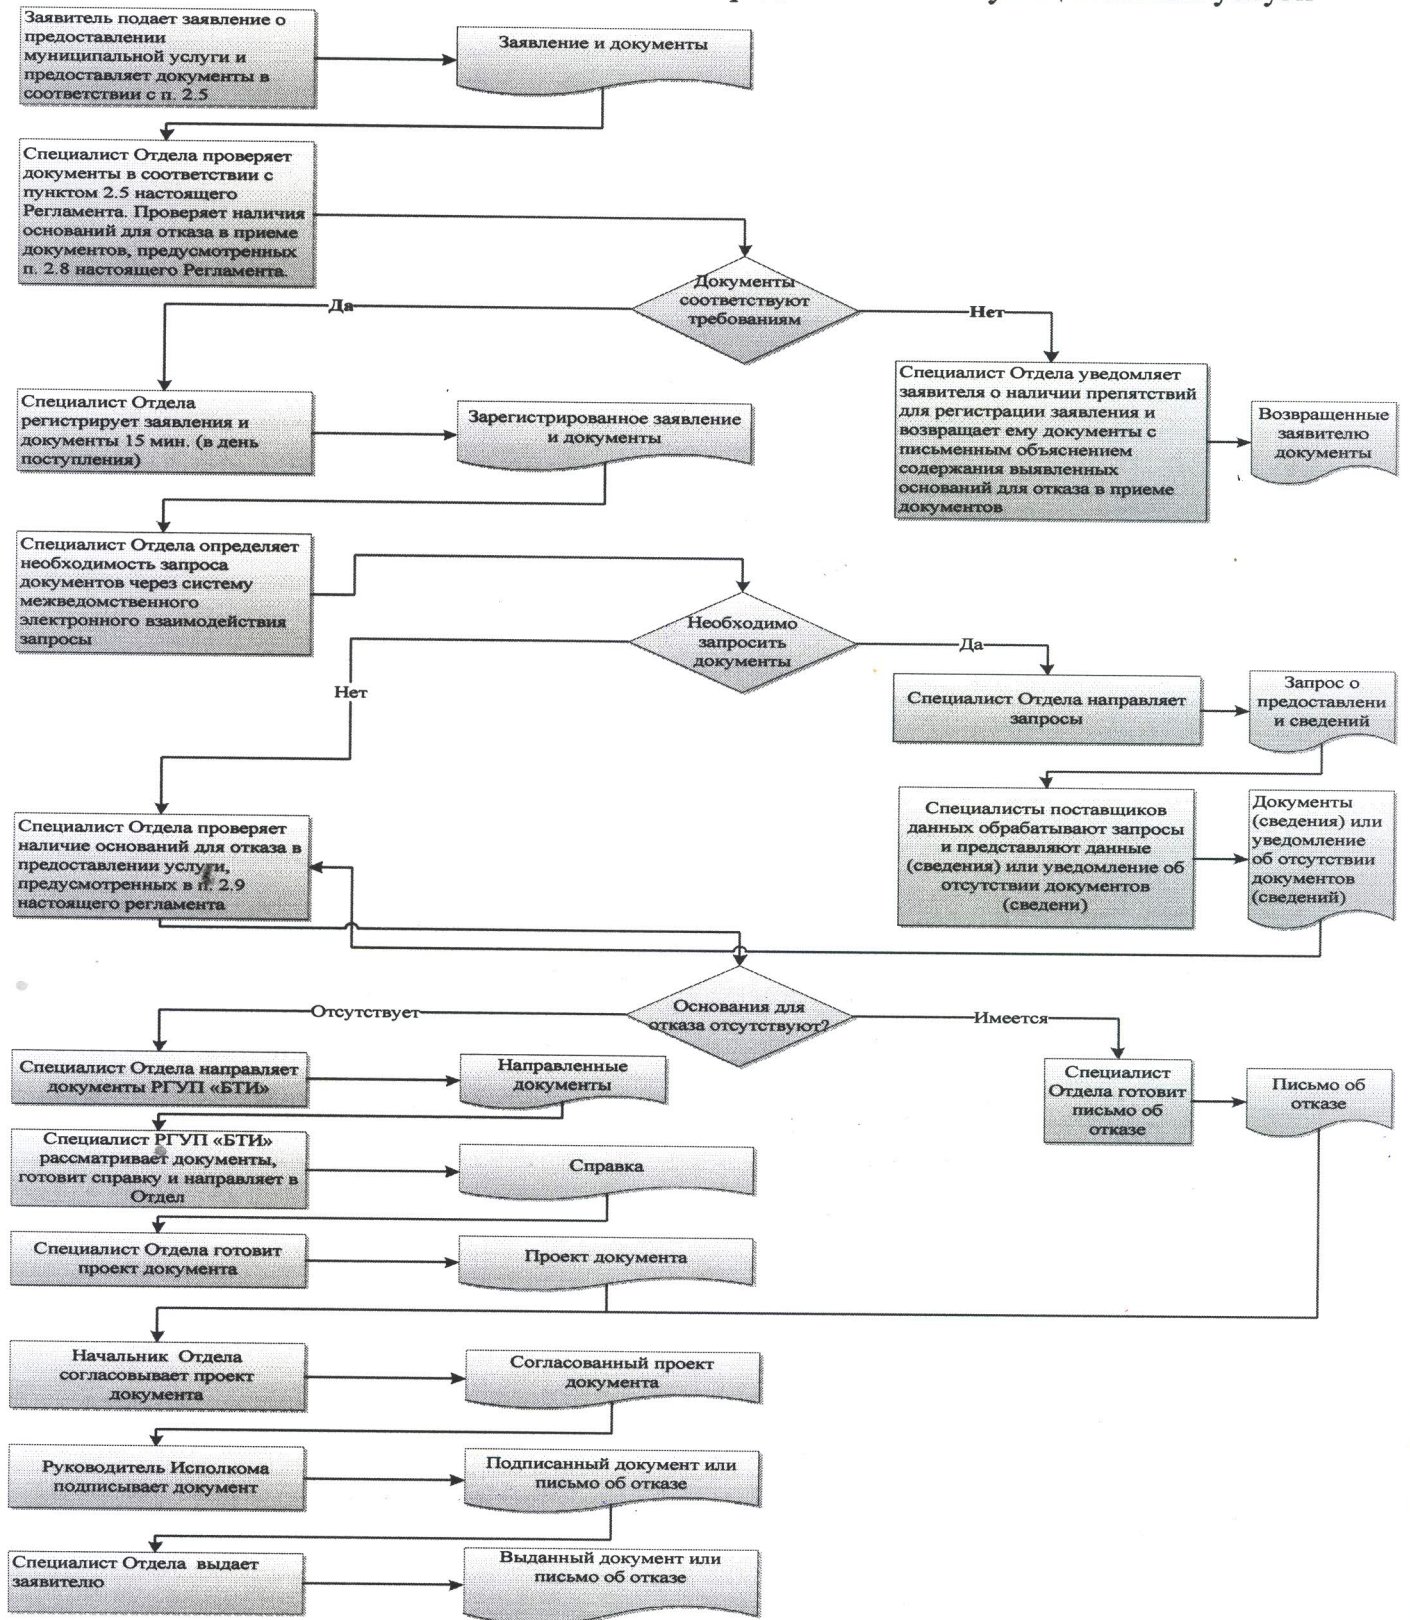 Заявитель подает заявление о
предоставлении
муниципальной услуги и
предоставляет документы в
соответствии с п. 2.5
Заявление и документы
Специалист Отдела проверяет
документы в соответствии с
пунктом 2.5 настоящего
Регламента. Проверяет наличия
оснований для отказа в приеме
документов, предусмотренных
п. 2.8 настоящего Регламента.
Документы
соответствуют
требованиям
Да
Нет
Специалист Отдела
регистрирует заявления и
документы 15 мин. (в день
поступления)
Зарегистрированное заявление
и документы
Специалист Отдела уведомляет
заявителя о наличии препятствий
для регистрации заявления и
возвращает ему документы с
письменным объяснением
содержания выявленных
оснований для отказа в приеме
документов
Возвращенные
заявителю
документы
Специалист Отдела определяет
необходимость запроса
документов через систему
межведомственного
электронного взаимодействия
запросы
Необходимо
запросить
документы
Да
Нет
Специалист Отдела направляет
запросы
Запрос о
предоставлени
и сведений
Специалисты поставщиков
данных обрабатывают запросы
и представляют данные
(сведения) или уведомление об
отсутствии документов
(сведени)
Документы
(сведения) или
уведомление
об отсутствии
документов
(сведений)
Специалист Отдела проверяет
наличие оснований для отказа в
предоставлении услуги,
предусмотренных в п. 2.9
настоящего регламента
Основания для
отказа отсутствуют?
Отсутствует
Имеется
Специалист Отдела направляет
документы РГУП «БТИ»
Направленные
документы
Специалист
Отдела готовит
письмо об
отказе
Письмо об
отказе
Специалист РГУП «БТИ»
рассматривает документы,
готовит справку и направляет в
Отдел
Справка
Специалист Отдела готовит
проект документа
Проект документа
Начальник Отдела
согласовывает проект
документа
Согласованный проект
документа
Руководитель Исполкома
подписывает документ
Подписанный документ или
письмо об отказе
Специалист Отдела выдает
заявителю
Выданный документ или
письмо об отказе